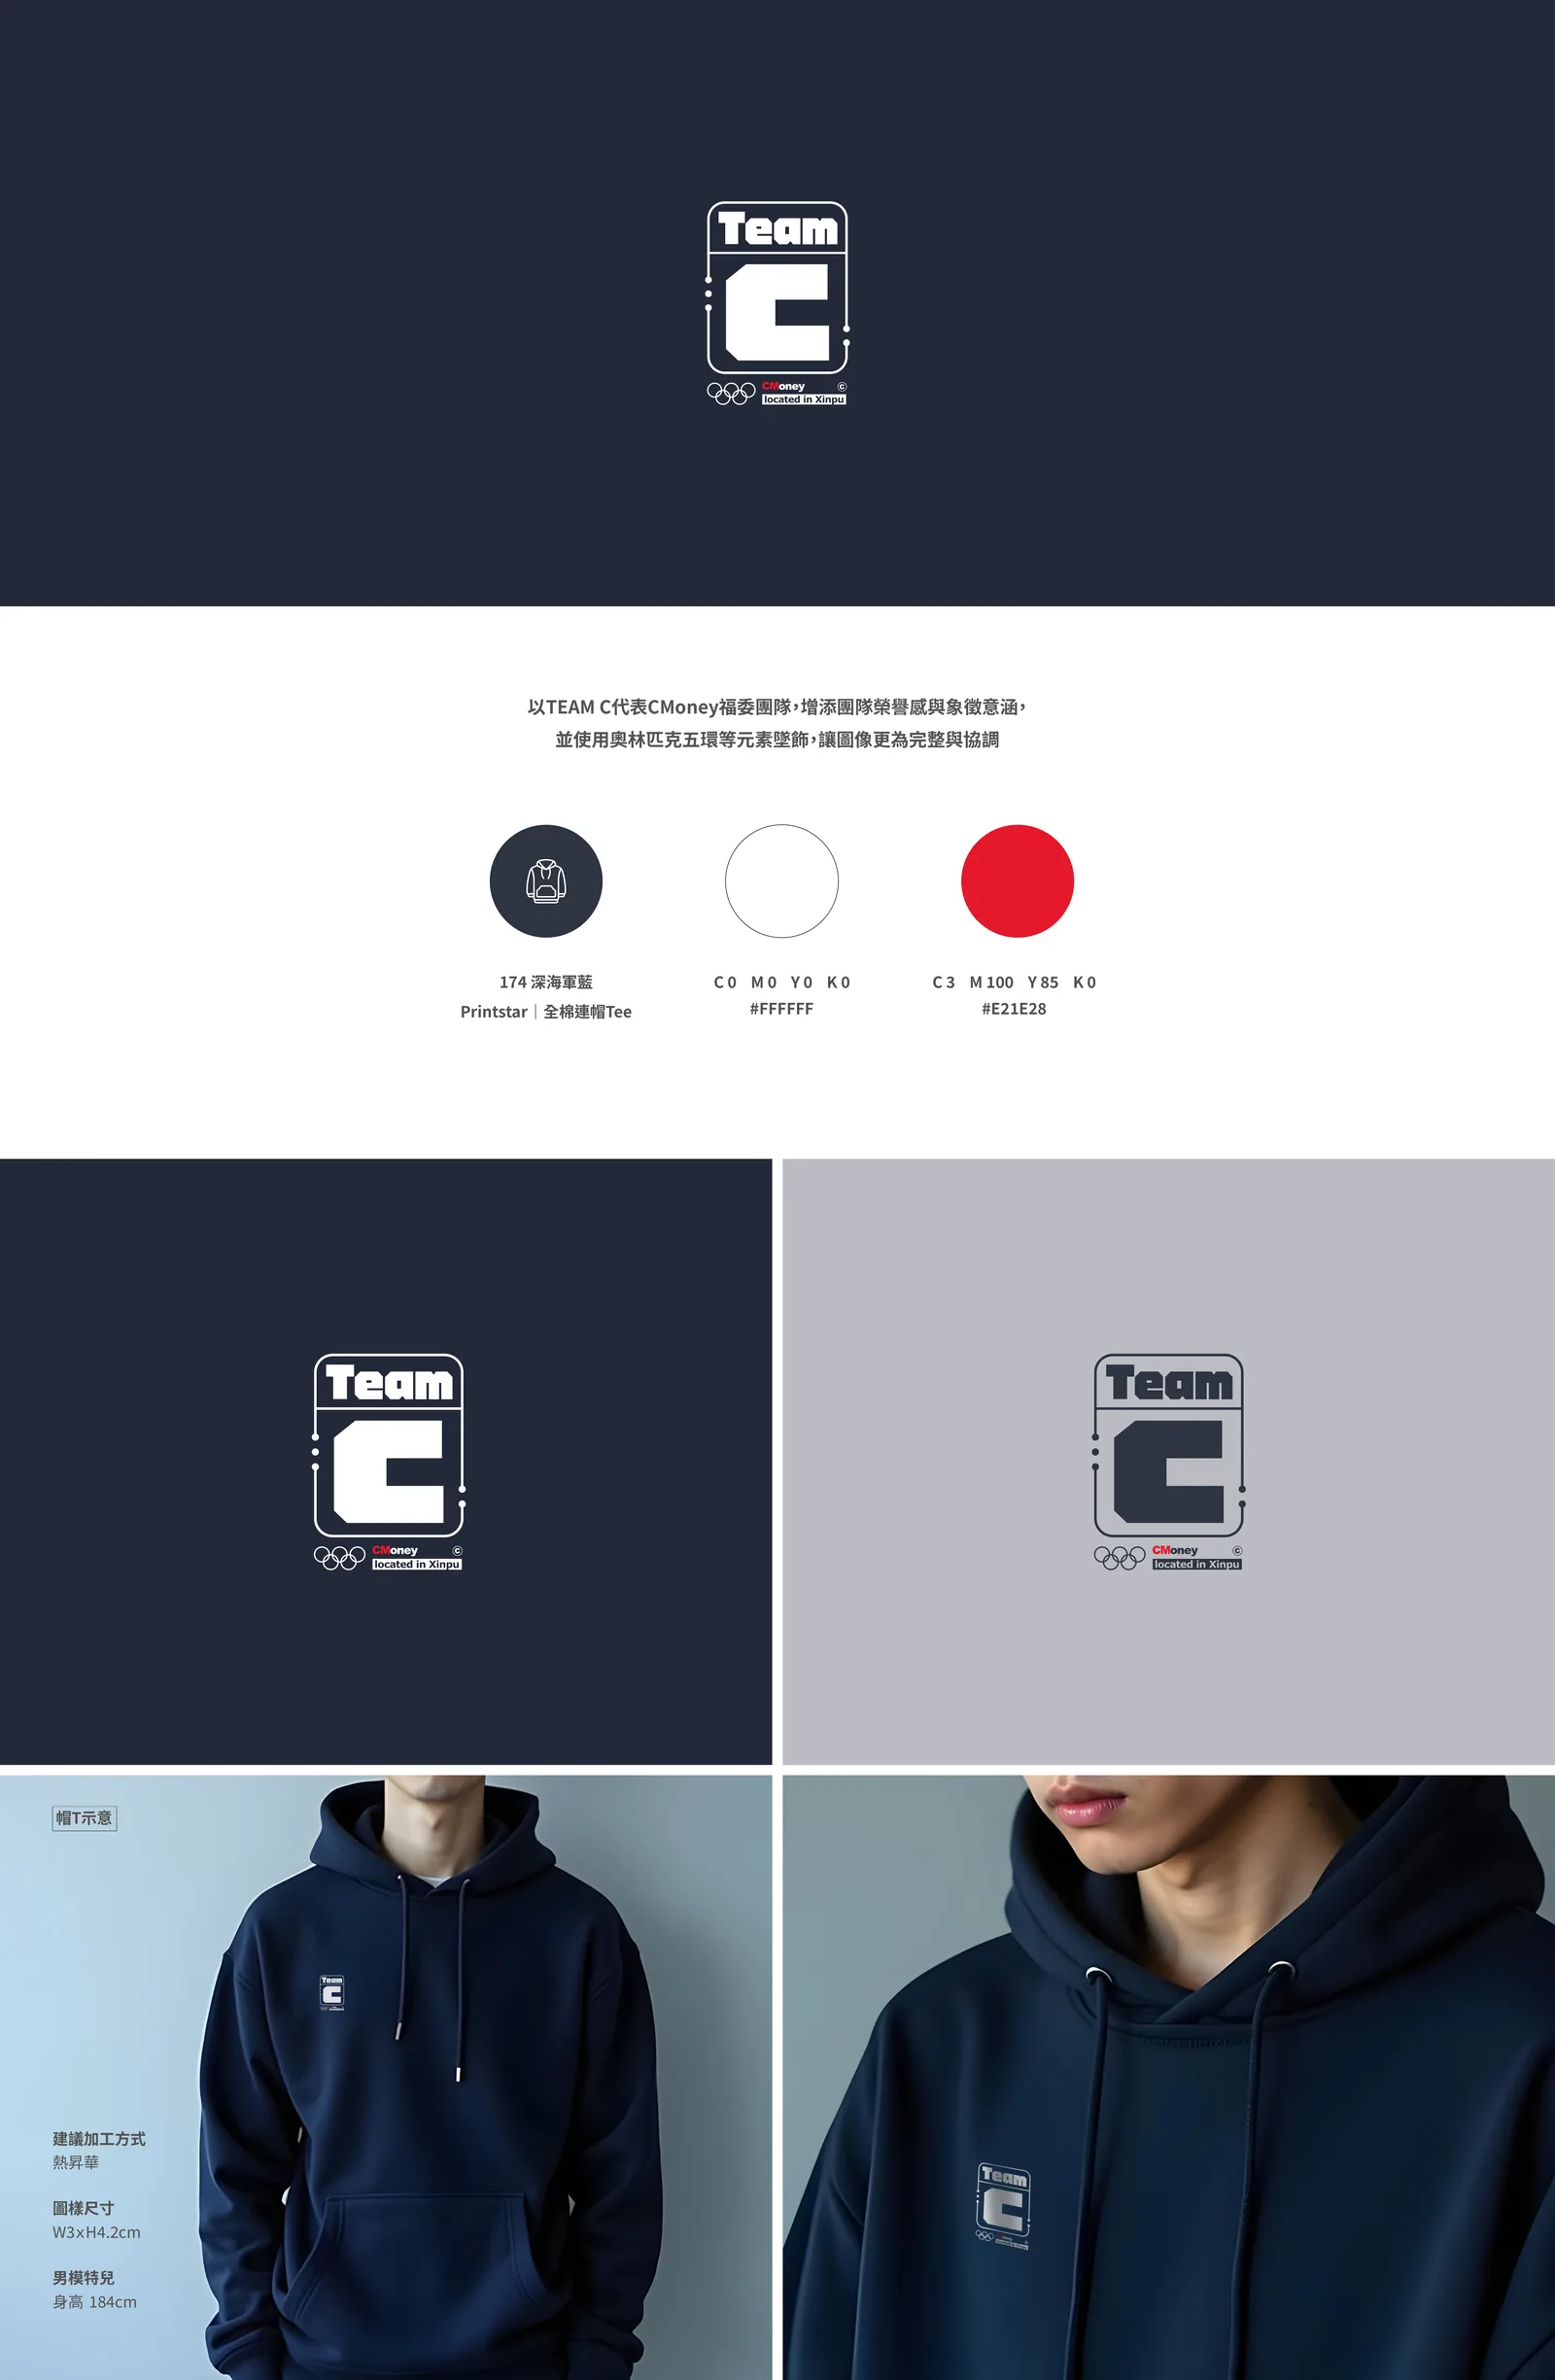 Team
C
CMoney ©
located in Xinpu
以TEAM C代表CMoney福委團隊,增添團隊榮譽感與象徵意涵,
並使用奧林匹克五環等元素墜飾,讓圖像更為完整與協調
174 深海軍藍
Printstar|全棉連帽Tee
C 0 M 0 Y 0 K 0
#FFFFFF
C 3 M 100 Y 85 K 0
#E21E28
Team
C
CMoney ©
located in Xinpu
Team
C
CMoney ©
located in Xinpu
帽T示意
Team
C
建議加工方式
熱昇華
圖樣尺寸
W3xH4.2cm
男模特兒
身高 184cm
Team
C